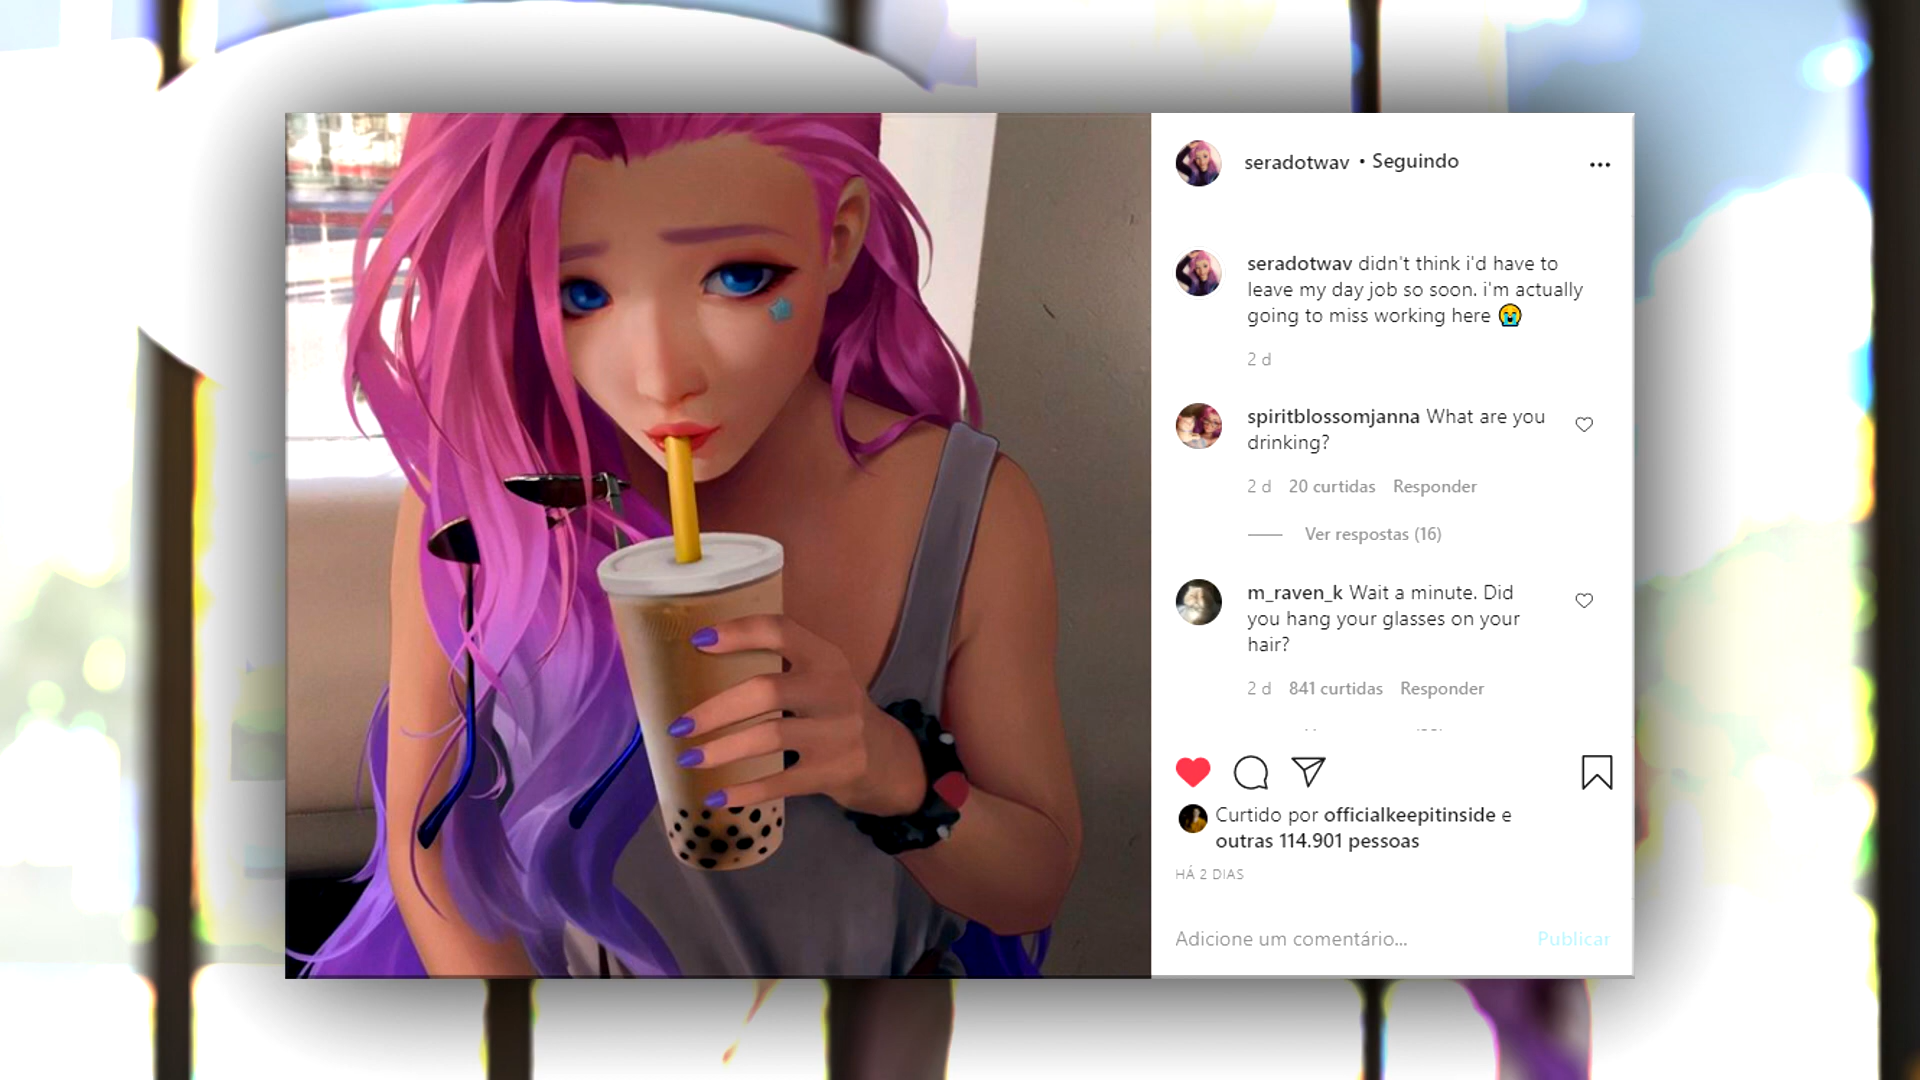 seradotwav • Seguindo
seradotwav didn't think i'd have to
leave my day job so soon. i'm actually
going to miss working here 😭
2 d
spiritblossomjanna What are you
drinking?
2 d 20 curtidas Responder
Ver respostas (16)
m_raven_k Wait a minute. Did
you hang your glasses on your
hair?
2 d 841 curtidas Responder
Curtido por officialkeepitinside e
outras 114.901 pessoas
HÁ 2 DIAS
Adicione um comentário...
Publicar